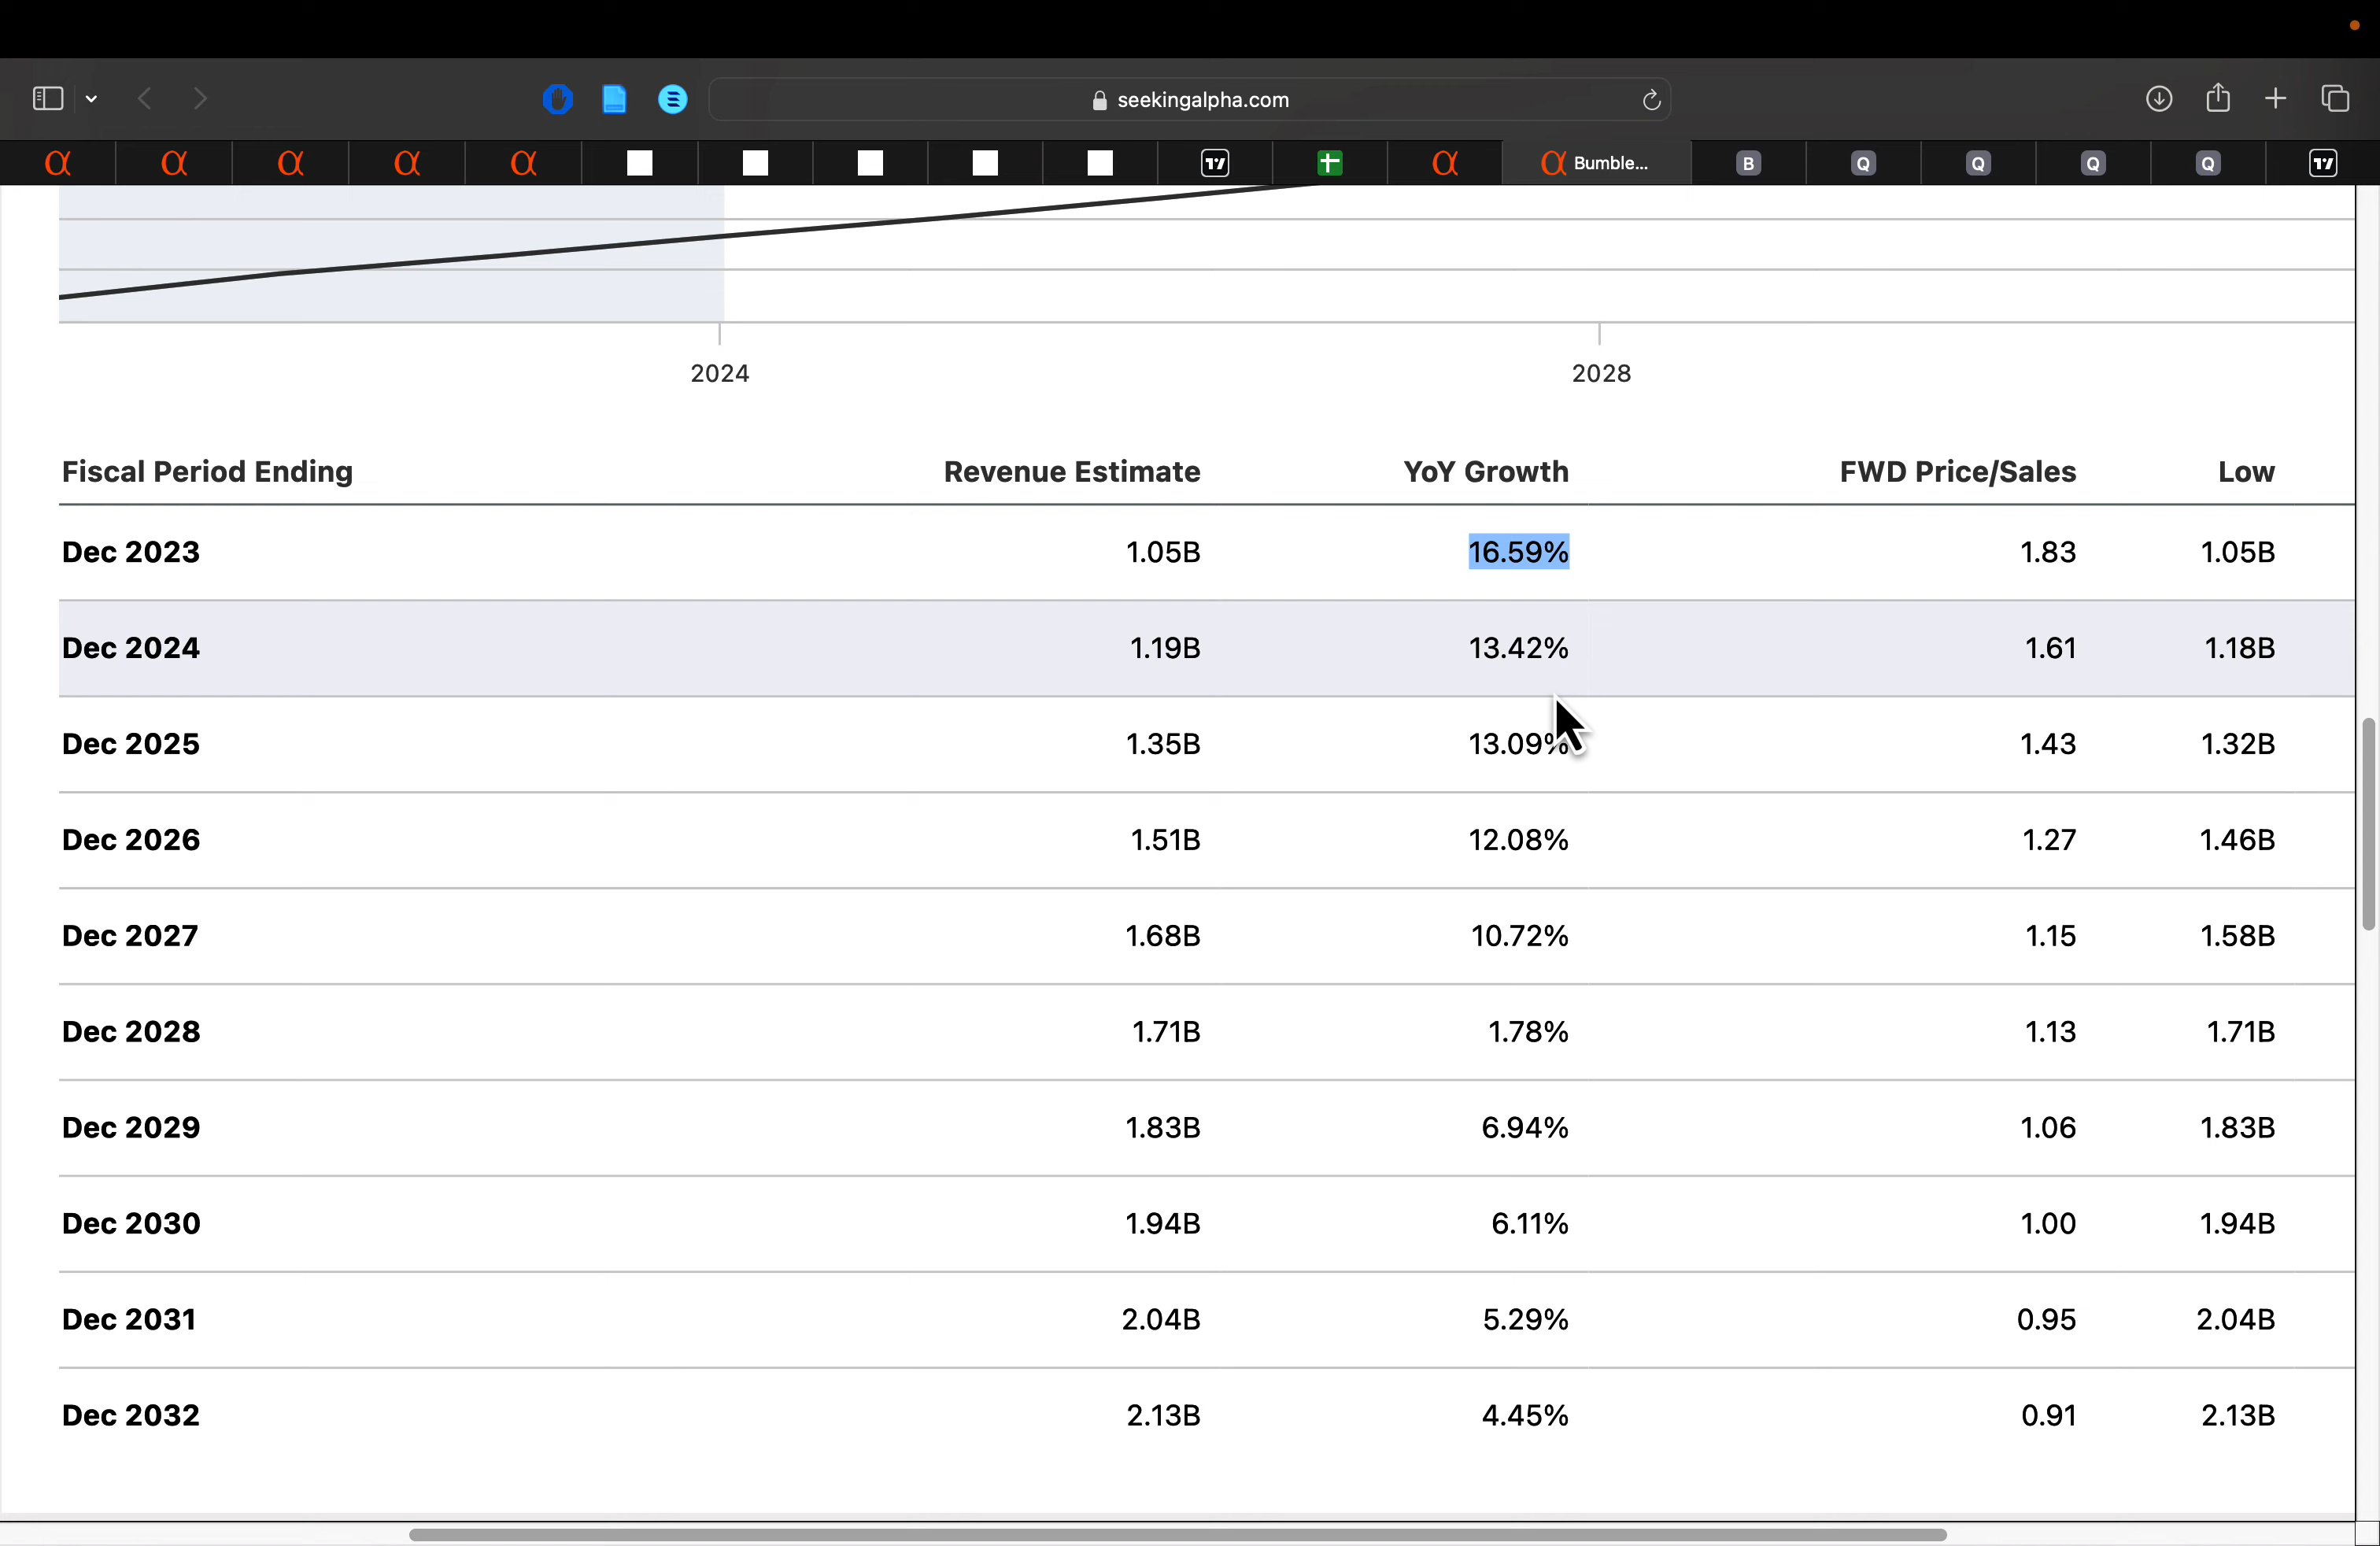 seekingalpha.com
α α α α α α α Bumble... B Q Q Q Q
2024 2028
Fiscal Period Ending Revenue Estimate YoY Growth FWD Price/Sales Low
Dec 2023 1.05B 16.59% 1.83 1.05B
Dec 2024 1.19B 13.42% 1.61 1.18B
Dec 2025 1.35B 13.09% 1.43 1.32B
Dec 2026 1.51B 12.08% 1.27 1.46B
Dec 2027 1.68B 10.72% 1.15 1.58B
Dec 2028 1.71B 1.78% 1.13 1.71B
Dec 2029 1.83B 6.94% 1.06 1.83B
Dec 2030 1.94B 6.11% 1.00 1.94B
Dec 2031 2.04B 5.29% 0.95 2.04B
Dec 2032 2.13B 4.45% 0.91 2.13B